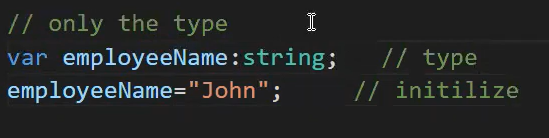 // only the type
var employeeName:string;   // type
employeeName="John";      // initilize